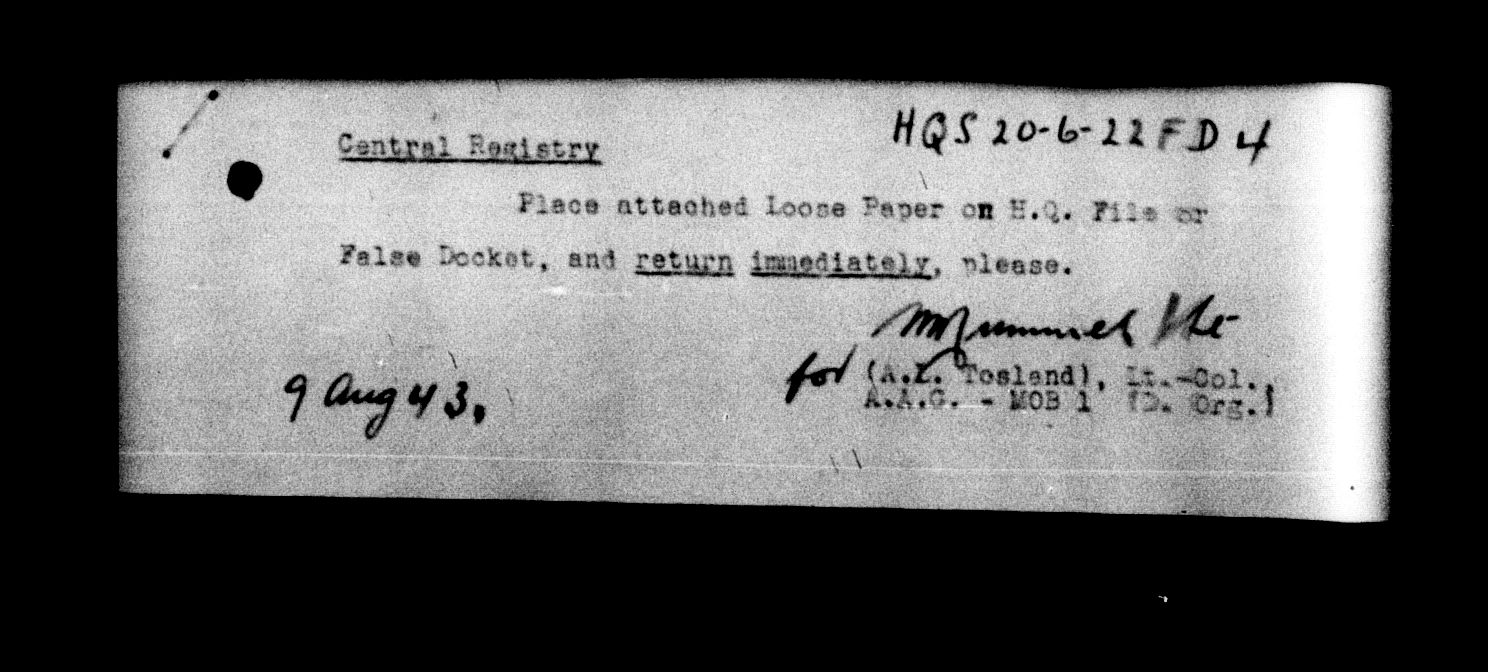 HQS 20-6-22 FD 4
Central Registry
Place attached Loose Paper on H.Q. File or
False Docket, and return immediately, please.
for (A.L. Tosland), Lt.-Col.,
A.A.G. - MOB 1 (D. Org.)
9 Aug 43.